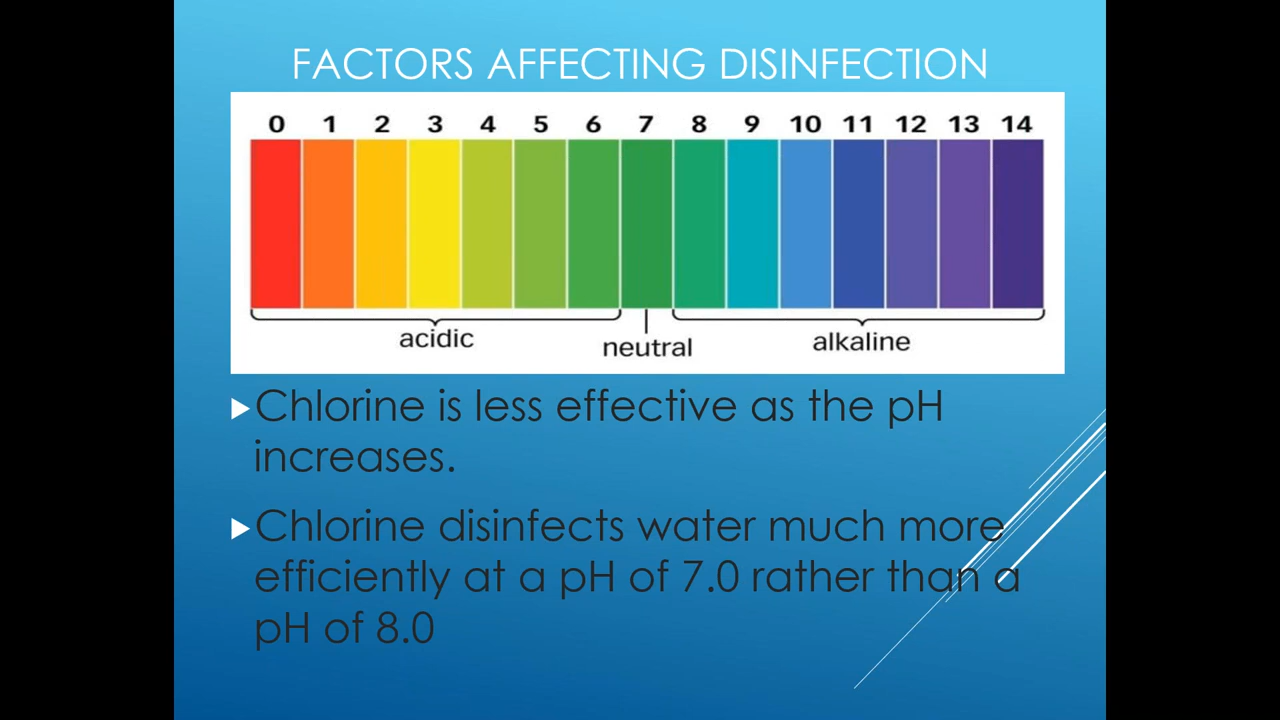 FACTORS AFFECTING DISINFECTION
0 1 2 3 4 5 6 7 8 9 10 11 12 13 14
acidic neutral alkaline
Chlorine is less effective as the pH
increases.
Chlorine disinfects water much more
efficiently at a pH of 7.0 rather than a
pH of 8.0